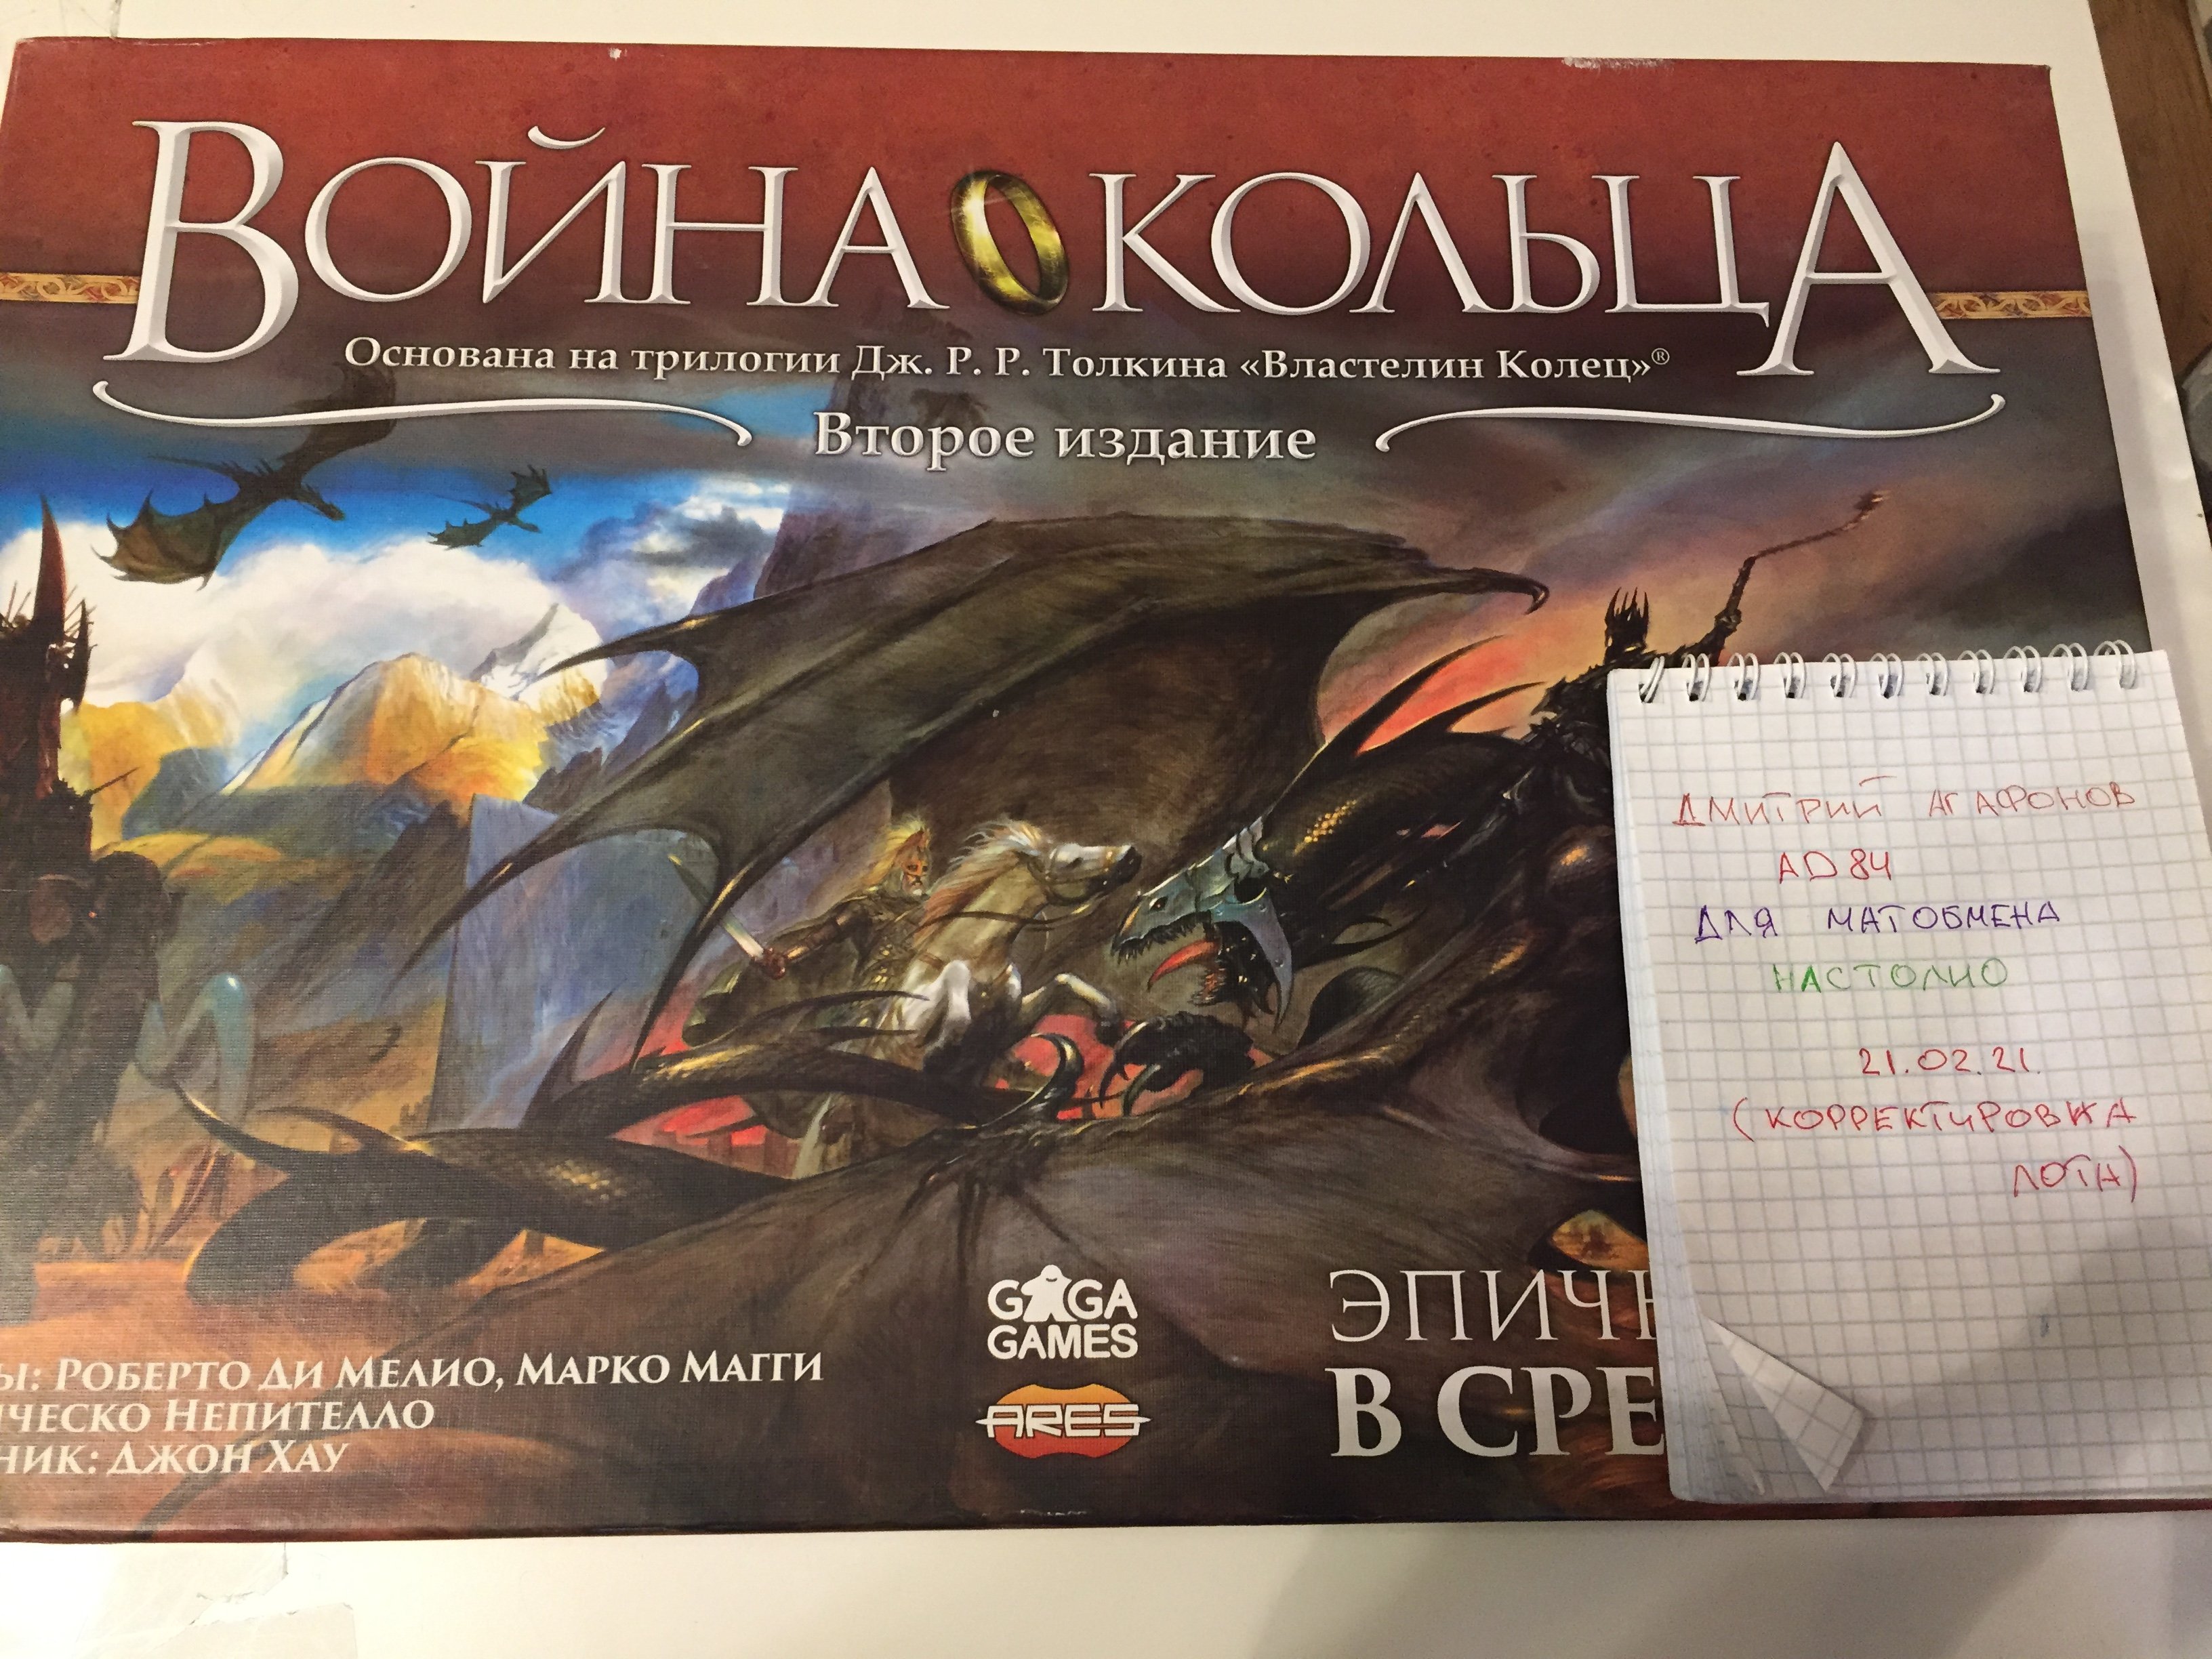 ВОЙНА КОЛЬЦА
Основана на трилогии Дж. Р. Р. Толкина «Властелин Колец»®
Второе издание
ДМИТРИЙ АГАФОНОВ
AD84
ДЛЯ МАТОБМЕНА
НАСТОЛИО
21.02.21.
(КОРРЕКТИРОВКА
ЛОТА)
GAGA
GAMES
ARES
Ы: РОБЕРТО ДИ МЕЛИО, МАРКО МАГГИ
ЧЕСКО НЕПИТЕЛЛО
НИК: ДЖОН ХАУ
ЭПИЧН
В СРЕ